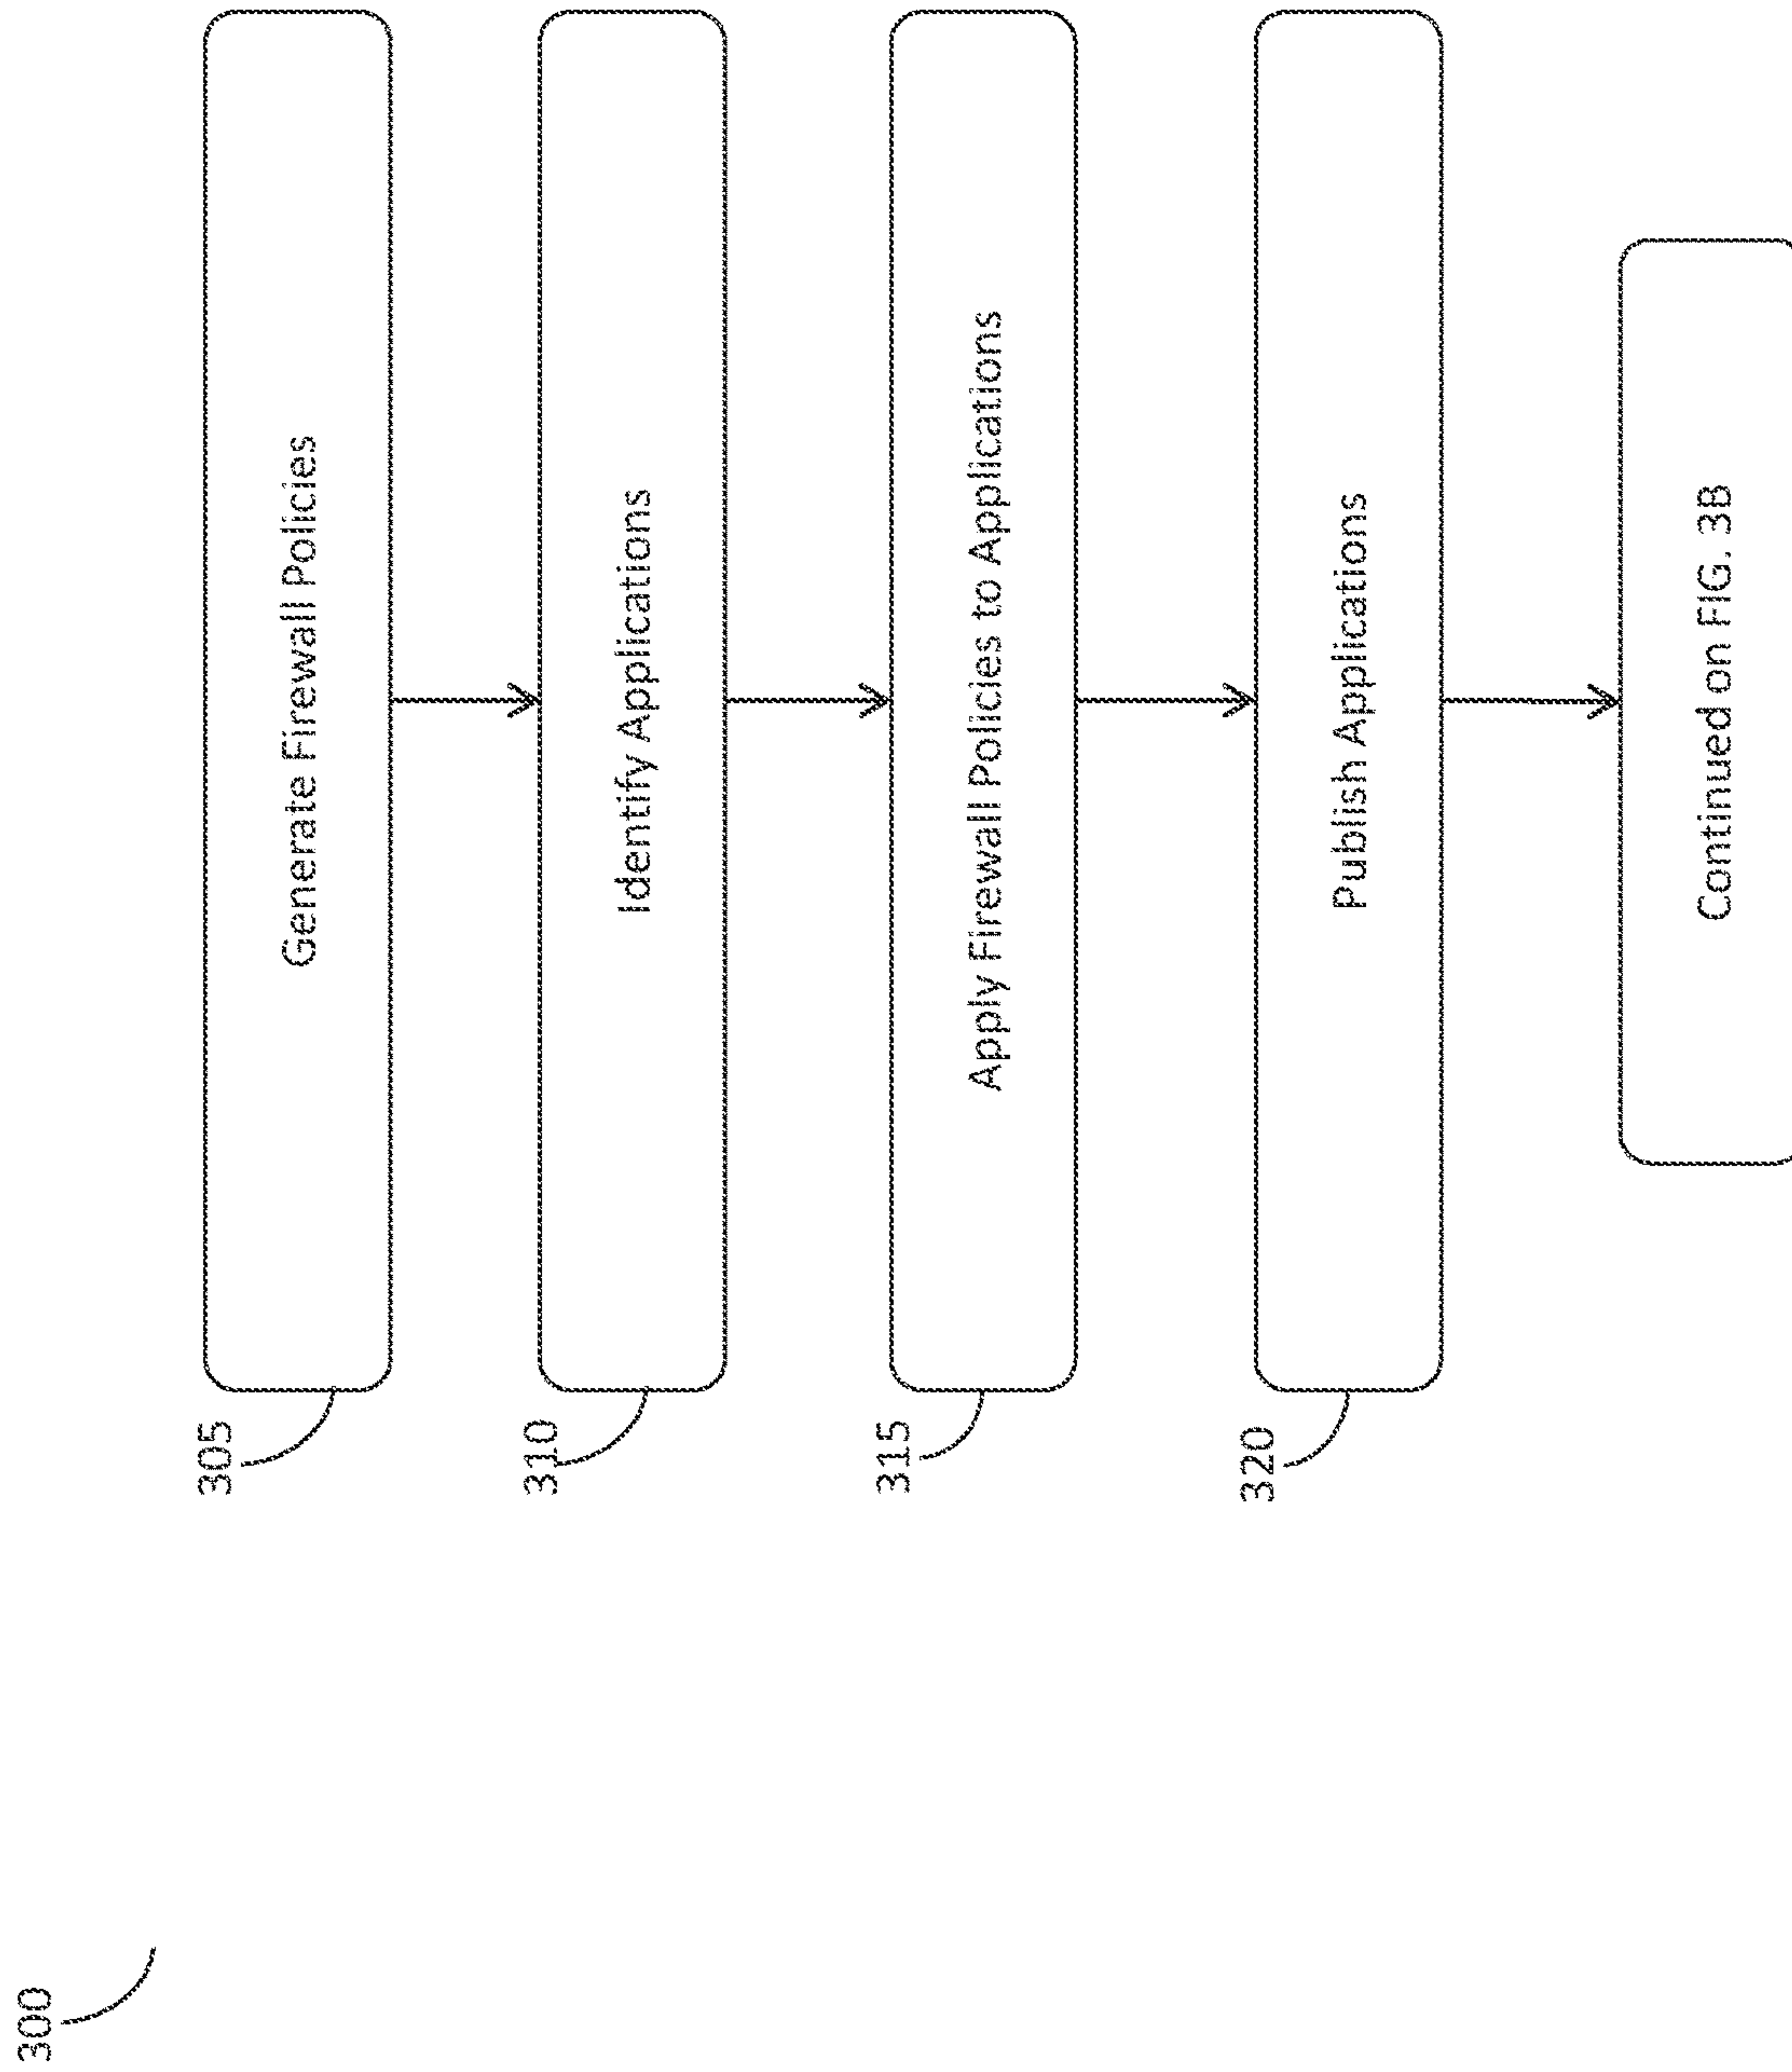 300
305
Generate Firewall Policies
310
Identify Applications
315
Apply Firewall Policies to Applications
320
Publish Applications
Continued on FIG. 3B